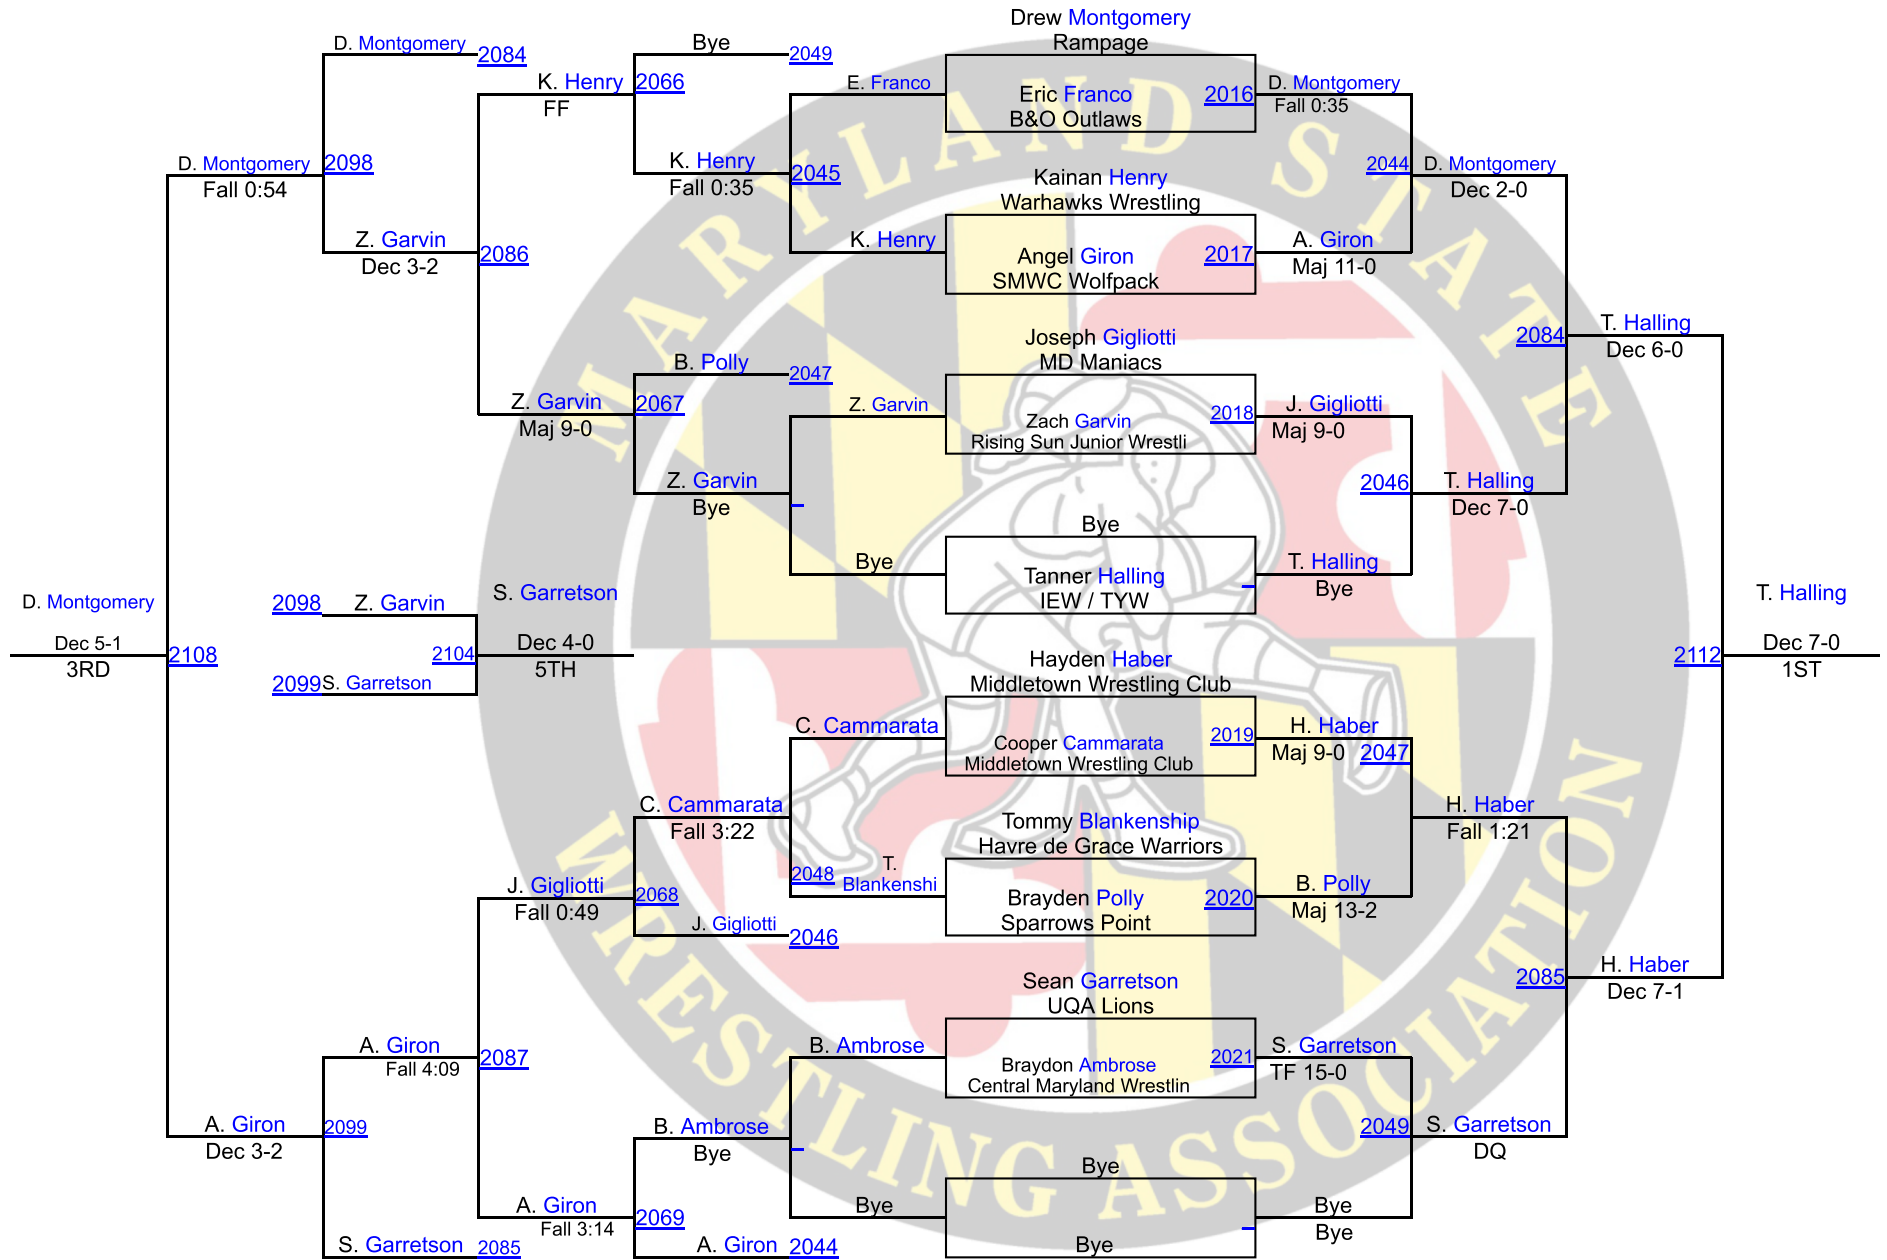 Drew Montgomery
Rampage
D. Montgomery
2084
Bye
2049
K. Henry
2066
FF
E. Franco
Eric Franco
B&O Outlaws
2016
D. Montgomery
Fall 0:35
D. Montgomery
2098
Fall 0:54
K. Henry
2045
Fall 0:35
Kainan Henry
Warhawks Wrestling
2044
D. Montgomery
Dec 2-0
Z. Garvin
2086
Dec 3-2
K. Henry
Angel Giron
SMWC Wolfpack
2017
A. Giron
Maj 11-0
Joseph Gigliotti
MD Maniacs
2084
T. Halling
Dec 6-0
B. Polly
2047
Z. Garvin
2067
Maj 9-0
Z. Garvin
Zach Garvin
Rising Sun Junior Wrestli
2018
J. Gigliotti
Maj 9-0
Z. Garvin
Bye
2046
T. Halling
Dec 7-0
Bye
Bye
Tanner Halling
IEW / TYW
T. Halling
Bye
D. Montgomery
Dec 5-1
3RD
2108
2098
Z. Garvin
S. Garretson
2104
Dec 4-0
5TH
2099
S. Garretson
T. Halling
2112
Dec 7-0
1ST
Hayden Haber
Middletown Wrestling Club
C. Cammarata
Cooper Cammarata
Middletown Wrestling Club
2019
H. Haber
Maj 9-0
2047
C. Cammarata
Fall 3:22
Tommy Blankenship
Havre de Grace Warriors
H. Haber
Fall 1:21
J. Gigliotti
2068
Fall 0:49
2048
T.
Blankenshi
Brayden Polly
Sparrows Point
2020
B. Polly
Maj 13-2
J. Gigliotti
2046
Sean Garretson
UQA Lions
2085
H. Haber
Dec 7-1
A. Giron
2087
Fall 4:09
B. Ambrose
Braydon Ambrose
Central Maryland Wrestlin
2021
S. Garretson
TF 15-0
A. Giron
2099
Dec 3-2
B. Ambrose
Bye
2049
S. Garretson
DQ
A. Giron
2069
Fall 3:14
Bye
Bye
Bye
Bye
Bye
S. Garretson
2085
A. Giron
2044
MARYLAND STATE
WRESTLING ASSOCIATION